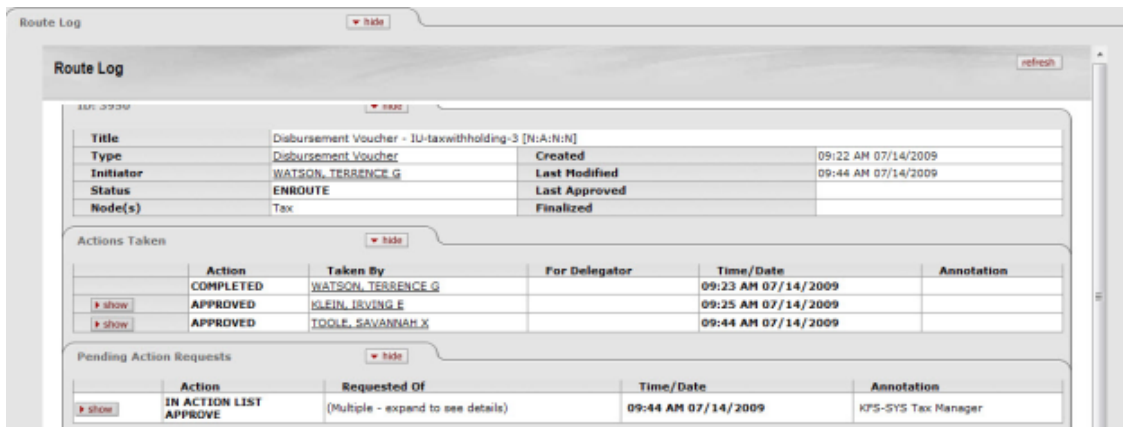 Route Log hide
Route Log refresh
ID: 3950 hide
Title Disbursement Voucher - IU-taxwithholding-3 [N:A:N:N]
Type Disbursement Voucher Created 09:22 AM 07/14/2009
Initiator WATSON, TERRENCE G Last Modified 09:44 AM 07/14/2009
Status ENROUTE Last Approved
Node(s) Tax Finalized
Actions Taken hide
Action Taken By For Delegator Time/Date Annotation
COMPLETED WATSON, TERRENCE G 09:23 AM 07/14/2009
show APPROVED KLEIN, IRVING E 09:25 AM 07/14/2009
show APPROVED TOOLE, SAVANNAH X 09:44 AM 07/14/2009
Pending Action Requests hide
Action Requested Of Time/Date Annotation
show IN ACTION LIST APPROVE (Multiple - expand to see details) 09:44 AM 07/14/2009 KFS-SYS Tax Manager